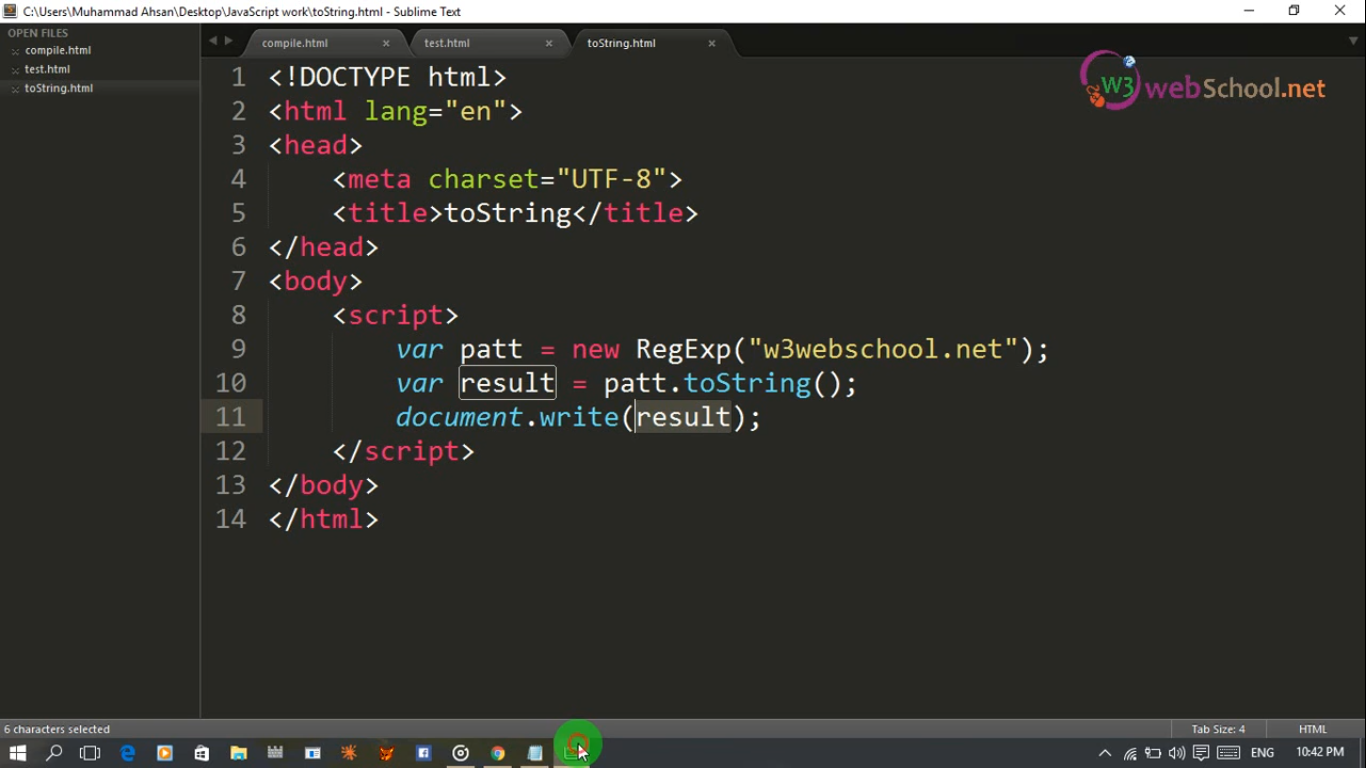 C:\Users\Muhammad Ahsan\Desktop\JavaScript work\toString.html - Sublime Text
OPEN FILES
compile.html
test.html
toString.html
compile.html test.html toString.html
W3 webSchool.net
1 <!DOCTYPE html>
2 <html lang="en">
3 <head>
4 <meta charset="UTF-8">
5 <title>toString</title>
6 </head>
7 <body>
8 <script>
9 var patt = new RegExp("w3webschool.net");
10 var result = patt.toString();
11 document.write(result);
12 </script>
13 </body>
14 </html>
6 characters selected Tab Size: 4 HTML
ENG 10:42 PM